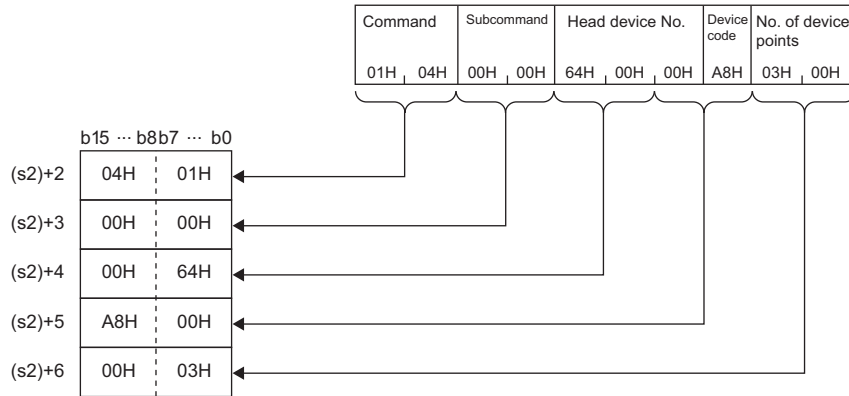 Command Subcommand Head device No. Device code No. of device points
01H 04H 00H 00H 64H 00H 00H A8H 03H 00H
b15 ··· b8 b7 ··· b0
(s2)+2 04H 01H
(s2)+3 00H 00H
(s2)+4 00H 64H
(s2)+5 A8H 00H
(s2)+6 00H 03H